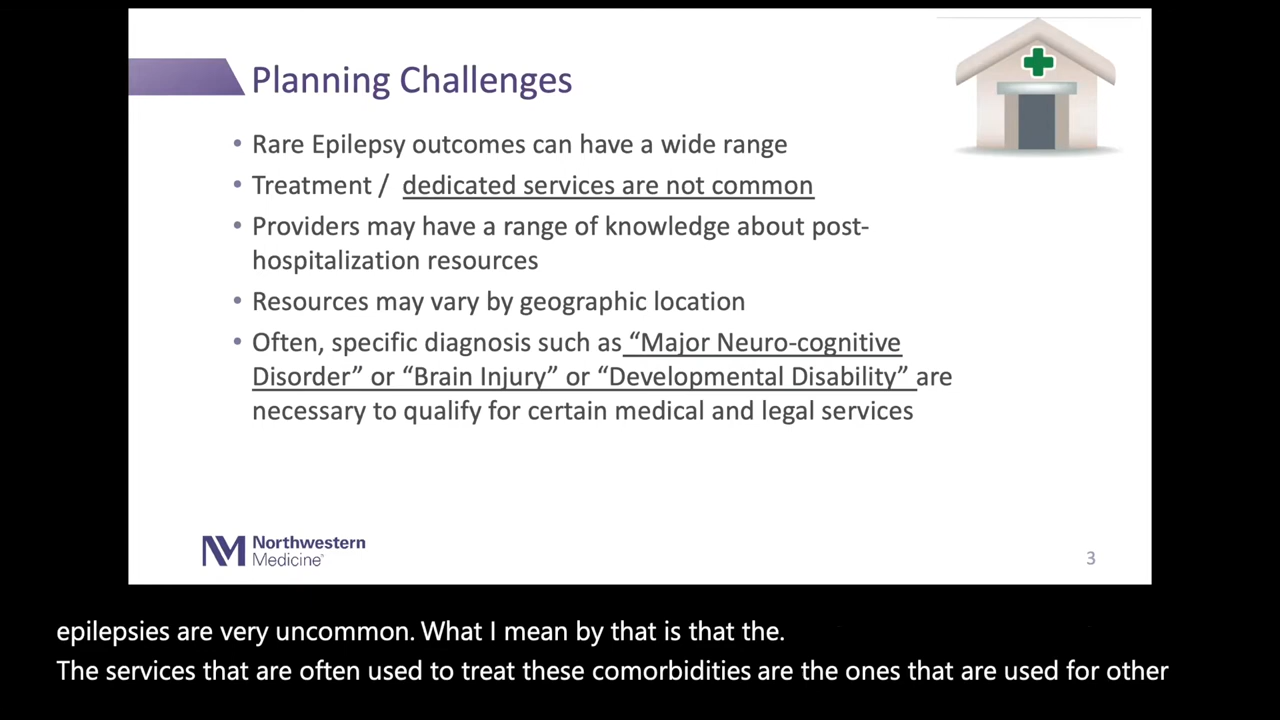 Planning Challenges
• Rare Epilepsy outcomes can have a wide range
• Treatment / dedicated services are not common
• Providers may have a range of knowledge about post-
hospitalization resources
• Resources may vary by geographic location
• Often, specific diagnosis such as “Major Neuro-cognitive
Disorder” or “Brain Injury” or “Developmental Disability” are
necessary to qualify for certain medical and legal services
NM Northwestern
Medicine
3
epilepsies are very uncommon. What I mean by that is that the.
The services that are often used to treat these comorbidities are the ones that are used for other